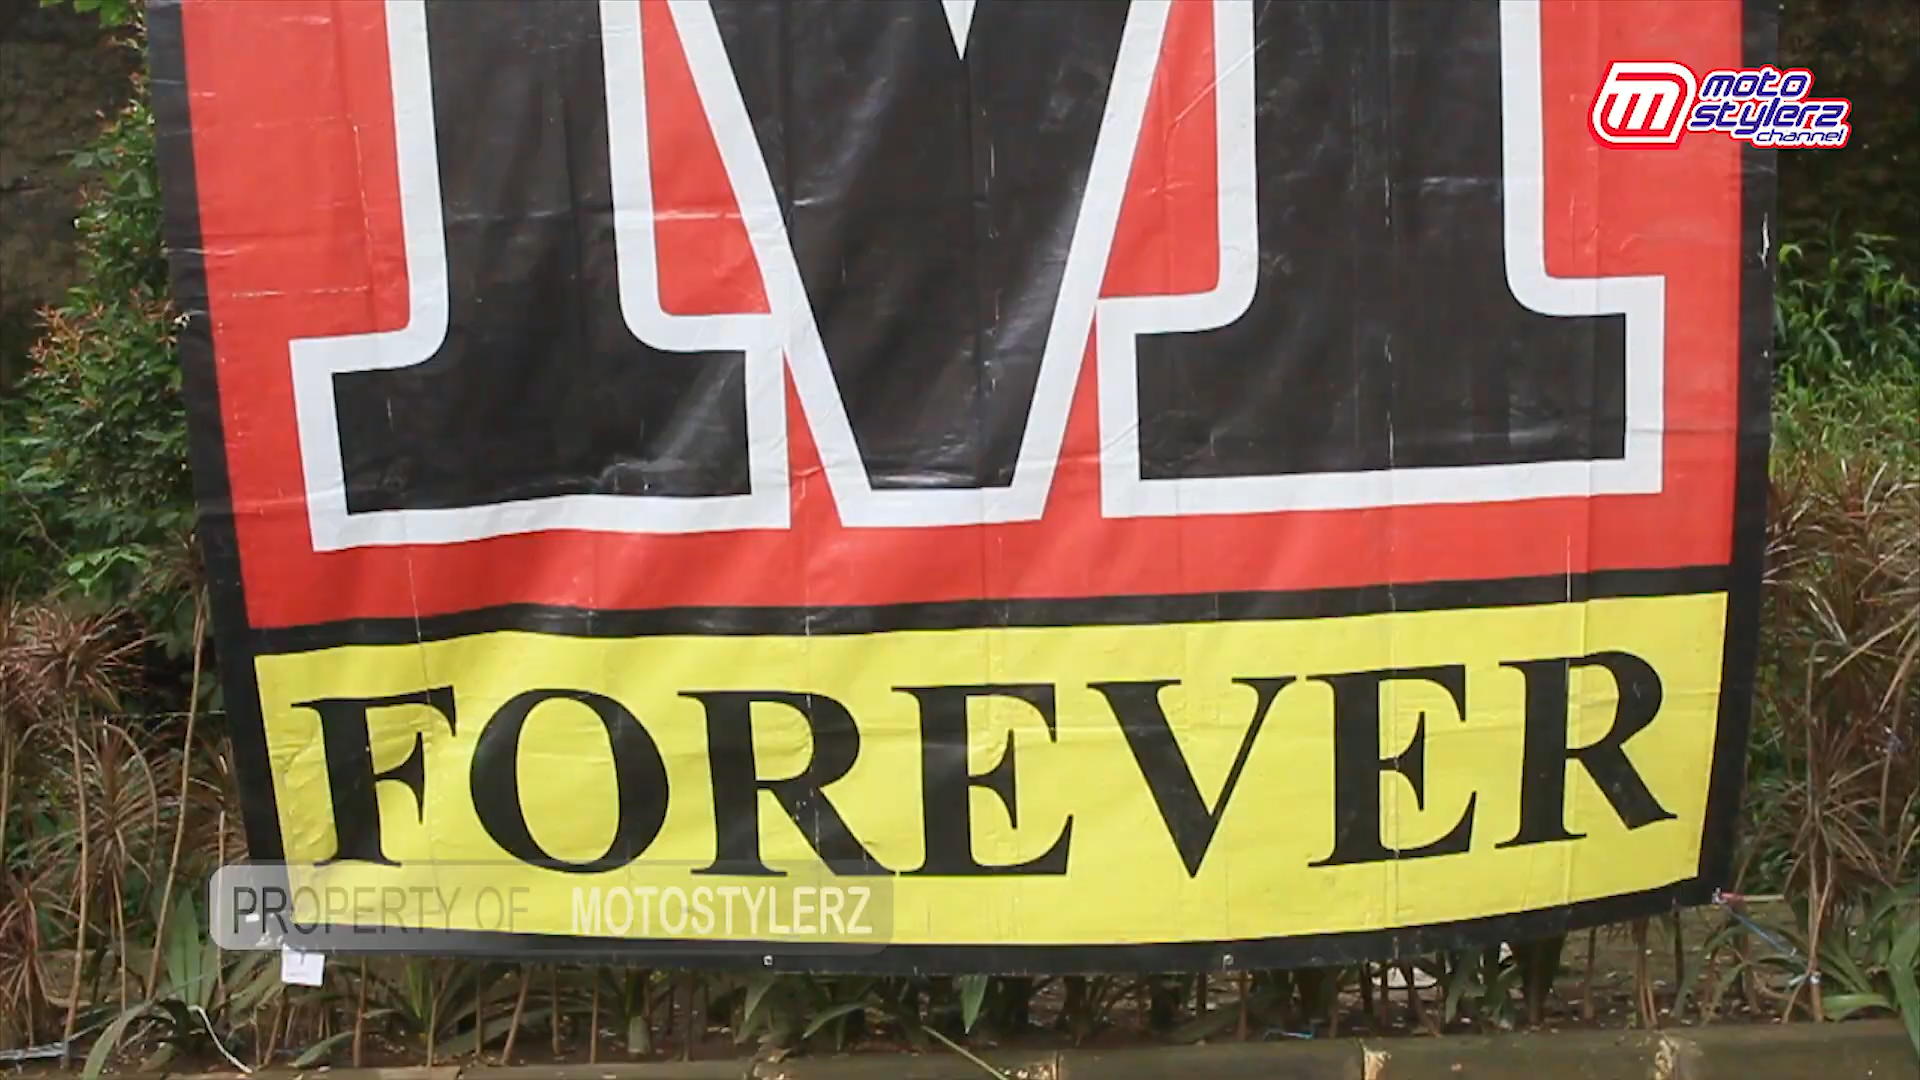 M
moto
stylerz
channel
FOREVER
PROPERTY OF MOTOSTYLERZ